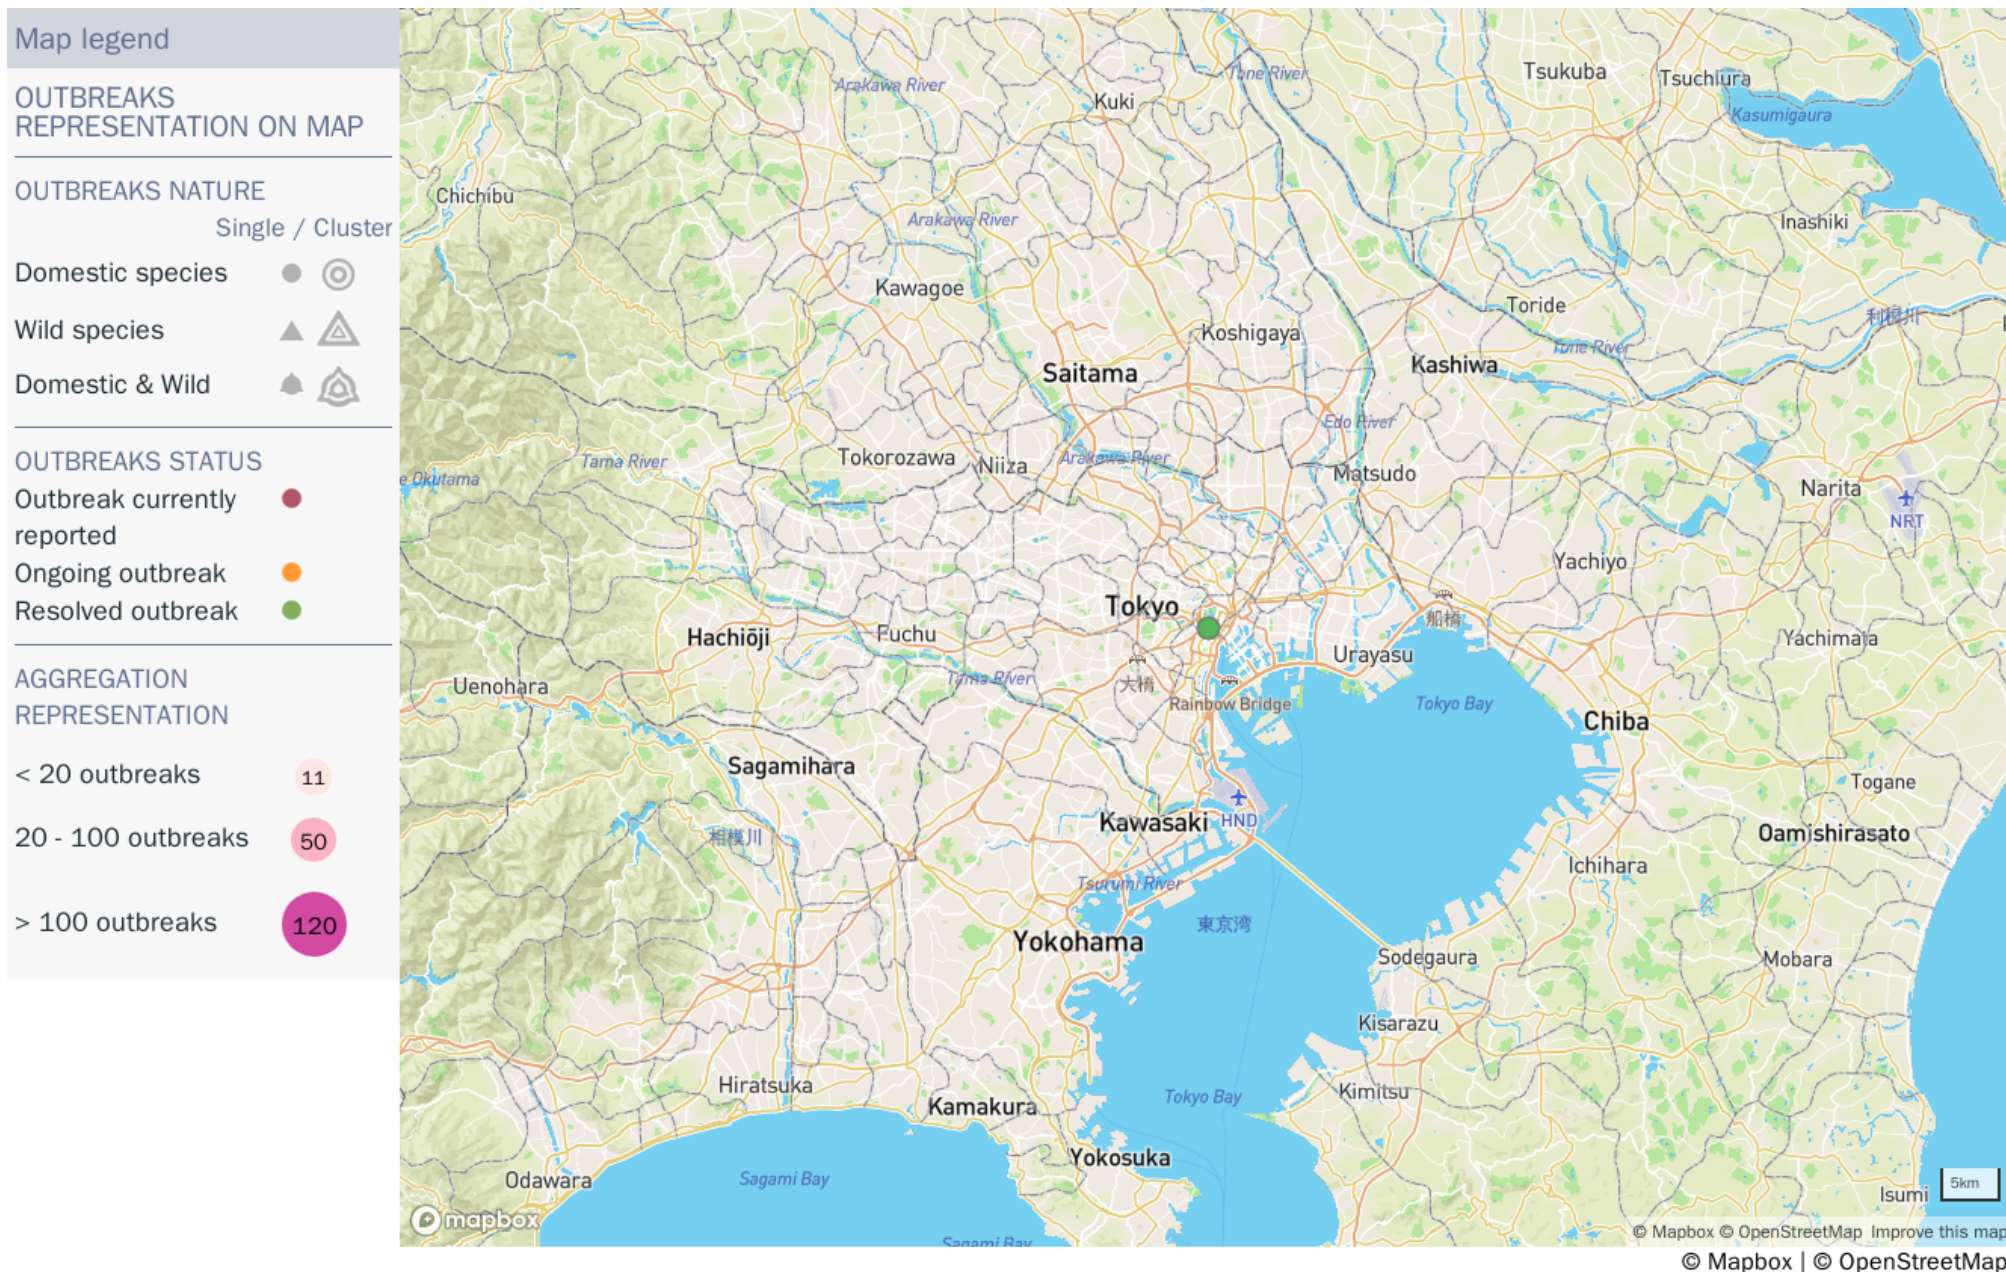 Map legend
OUTBREAKS
REPRESENTATION ON MAP
OUTBREAKS NATURE
Single / Cluster
Domestic species
Wild species
Domestic & Wild
OUTBREAKS STATUS
Outbreak currently
reported
Ongoing outbreak
Resolved outbreak
AGGREGATION
REPRESENTATION
< 20 outbreaks
11
20 - 100 outbreaks
50
> 100 outbreaks
120
Arakawa River
Tone River
Kuki
Tsukuba
Tsuchiura
Kasumigaura
Chichibu
Arakawa River
Inashiki
Kawagoe
Koshigaya
Toride
利根川
Tone River
Saitama
Kashiwa
Edo River
Tokorozawa
Niiza
Arakawa River
Matsudo
Tama River
e Okutama
Narita
NRT
Yachiyo
Tokyo
船橋
Hachiōji
Fuchu
Urayasu
Yachimata
Uenohara
Tama River
大橋
Rainbow Bridge
Tokyo Bay
Chiba
Sagamihara
Togane
Kawasaki
HND
相模川
Oamishirasato
Ichihara
Tsurumi River
東京湾
Yokohama
Sodegaura
Mobara
Kisarazu
Hiratsuka
Kamakura
Tokyo Bay
Kimitsu
Yokosuka
Odawara
Sagami Bay
Isumi
5km
mapbox
Sagami Bay
© Mapbox © OpenStreetMap Improve this map
© Mapbox | © OpenStreetMap